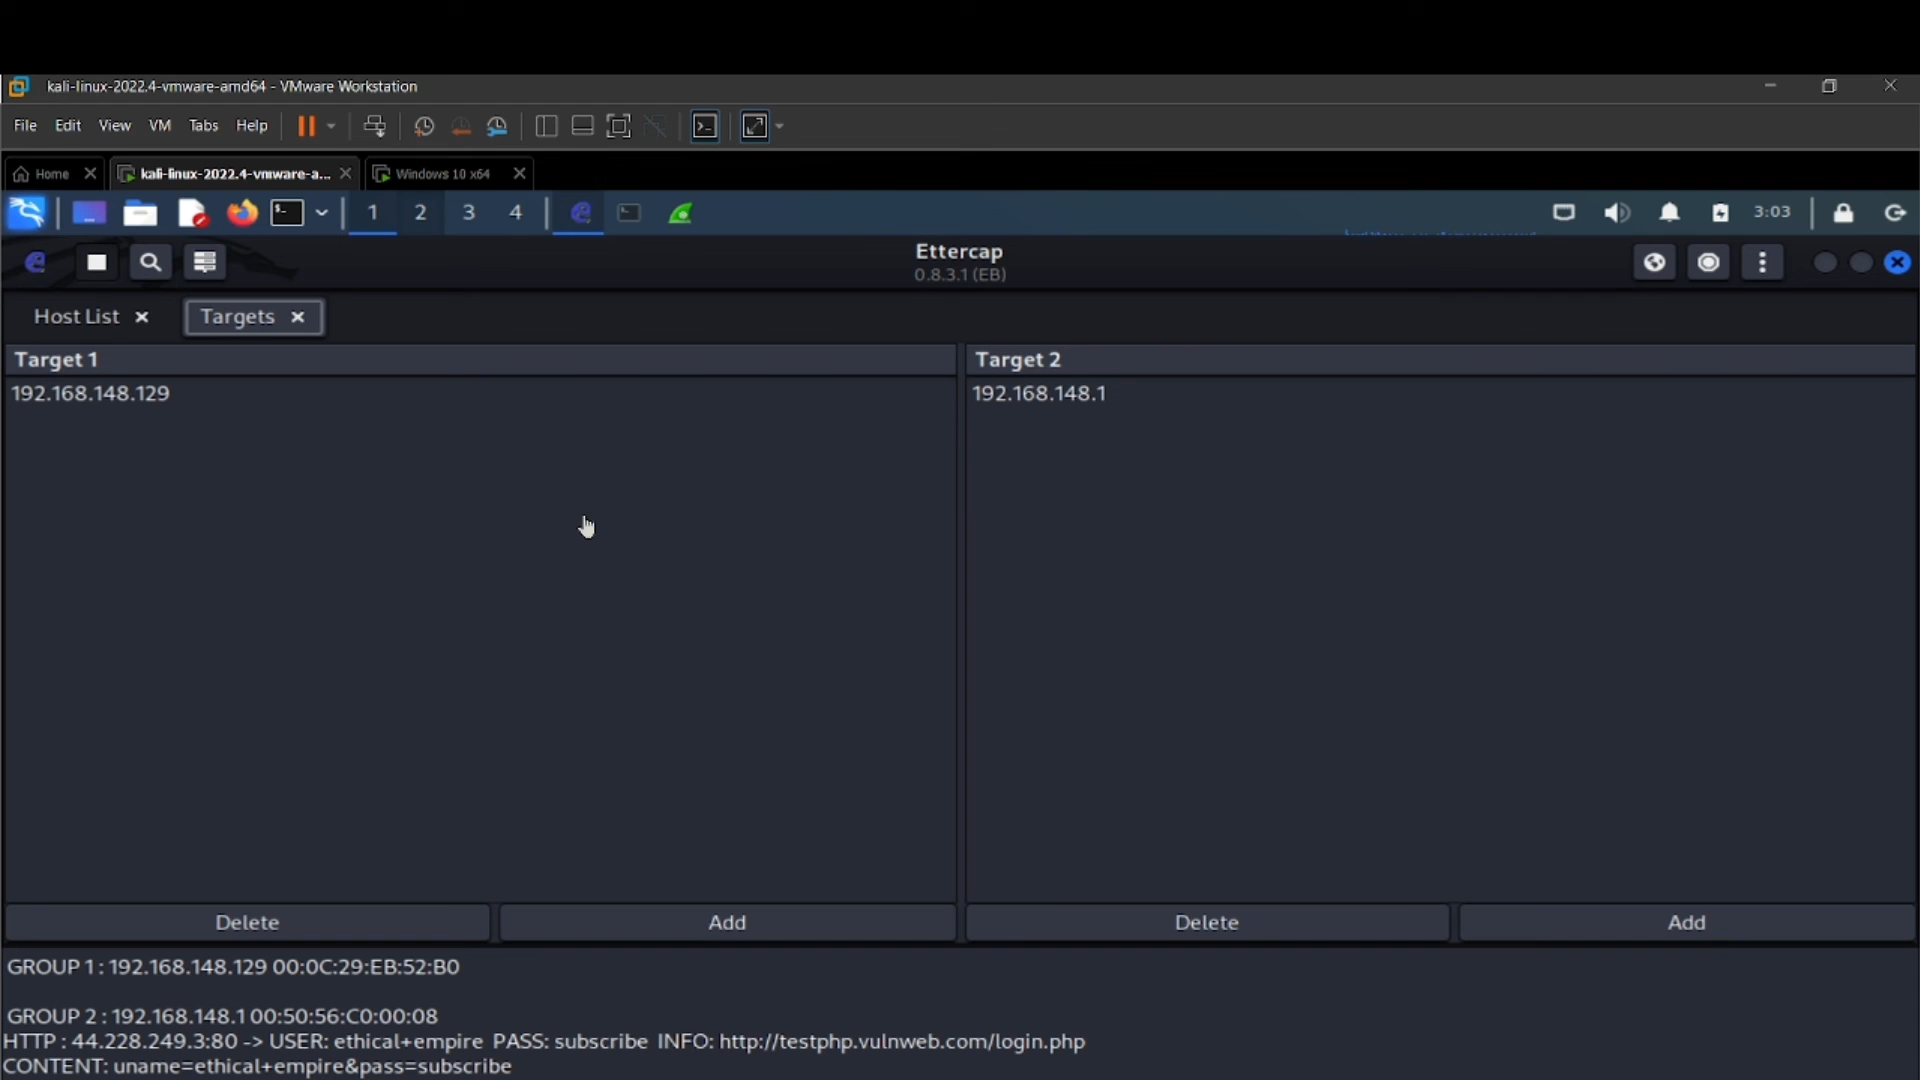 kali-linux-2022.4-vmware-amd64 - VMware Workstation
File Edit View VM Tabs Help
Home kali-linux-2022.4-vmware-a... Windows 10 x64
1 2 3 4 3:03
Ettercap
0.8.3.1 (EB)
Host List Targets
Target 1 Target 2
192.168.148.129 192.168.148.1
Delete Add Delete Add
GROUP 1 : 192.168.148.129 00:0C:29:EB:52:B0
GROUP 2 : 192.168.148.1 00:50:56:C0:00:08
HTTP : 44.228.249.3:80 -> USER: ethical+empire PASS: subscribe INFO: http://testphp.vulnweb.com/login.php
CONTENT: uname=ethical+empire&pass=subscribe